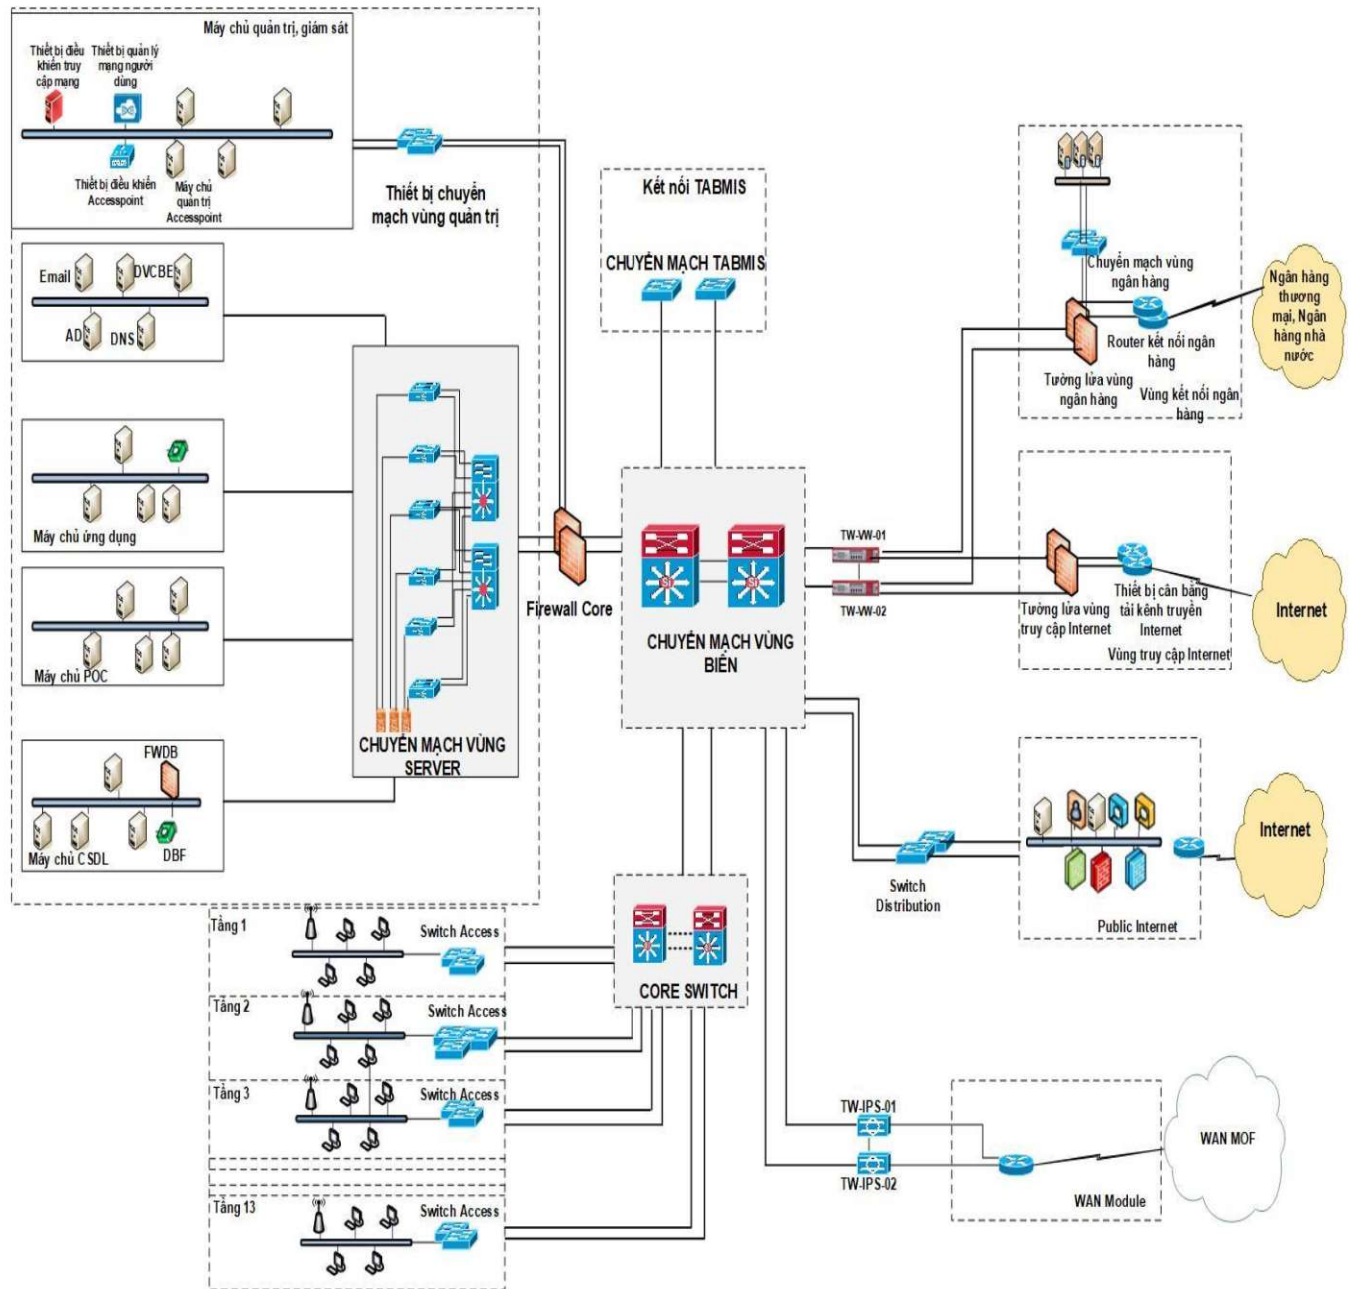 Máy chủ quản trị, giám sát
Thiết bị điều
khiển truy
cập mạng
Thiết bị quản lý
mạng người
dùng
Thiết bị điều khiển
Accesspoint
Máy chủ
quản trị
Accesspoint
Thiết bị chuyển
mạch vùng quản trị
Email
DVCBE
AD
DNS
Máy chủ ứng dụng
Máy chủ POC
FWDB
Máy chủ CSDL
DBF
CHUYỂN MẠCH VÙNG
SERVER
Firewall Core
Kết nối TABMIS
CHUYỂN MẠCH TABMIS
CHUYỂN MẠCH VÙNG
BIÊN
TW-VW-01
TW-VW-02
Chuyển mạch vùng
ngân hàng
Router kết nối ngân
hàng
Tường lửa vùng
ngân hàng
Vùng kết nối ngân
hàng
Ngân hàng
thương
mại, Ngân
hàng nhà
nước
Tường lửa vùng
truy cập Internet
Thiết bị cân bằng
tải kênh truyền
Internet
Vùng truy cập Internet
Internet
Switch
Distribution
Public Internet
Internet
Tầng 1
Switch Access
Tầng 2
Switch Access
Tầng 3
Switch Access
Tầng 13
Switch Access
CORE SWITCH
TW-IPS-01
TW-IPS-02
WAN Module
WAN MOF